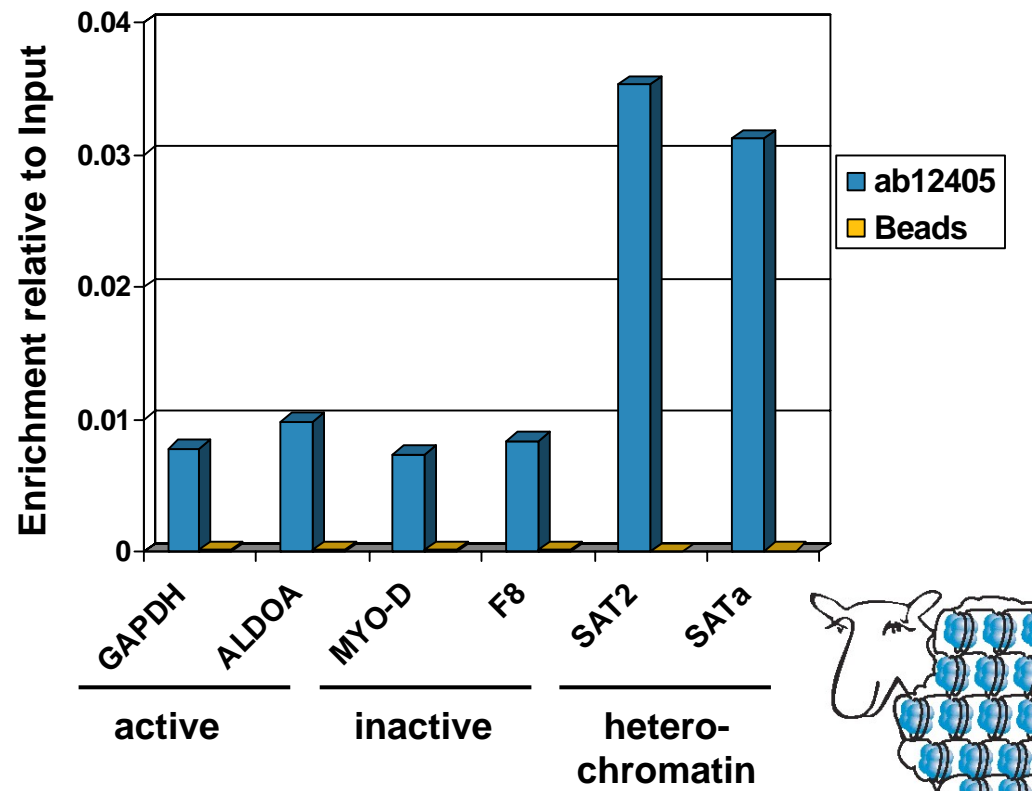 Enrichment relative to Input
0.04
0.03
0.02
0.01
0
ab12405
Beads
GAPDH
ALDOA
MYO-D
F8
SAT2
SATa
active
inactive
hetero-
chromatin